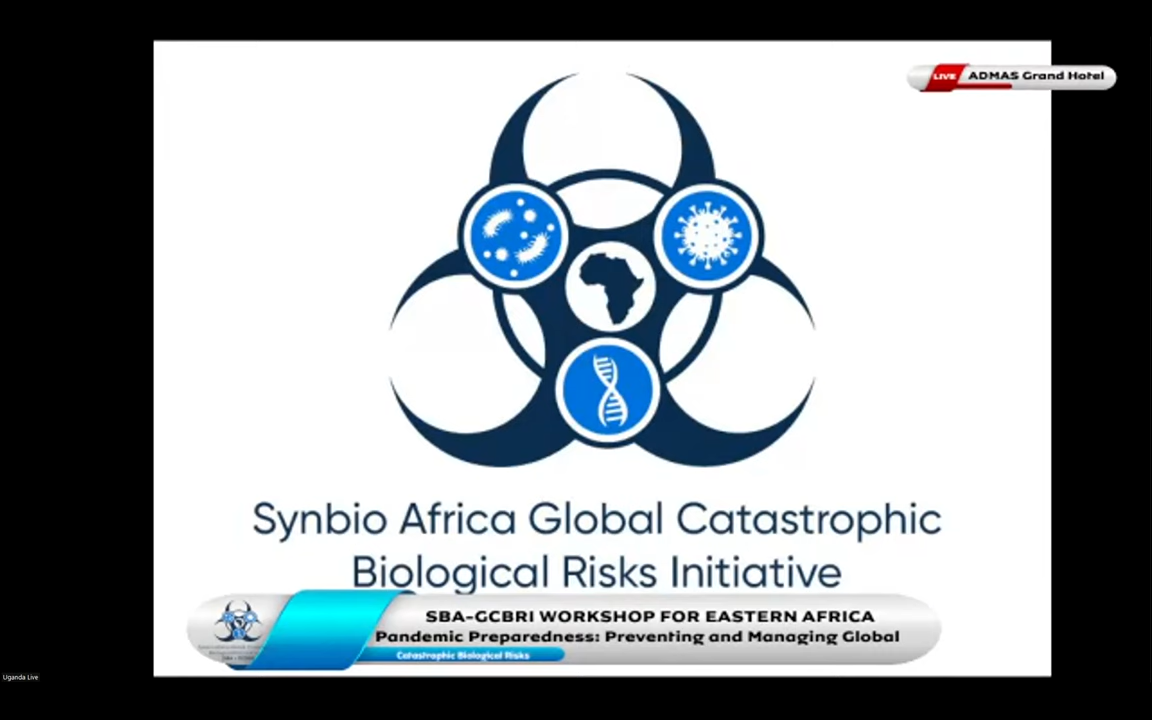 LIVE ADMAS Grand Hotel
Synbio Africa Global Catastrophic
Biological Risks Initiative
SBA-GCBRI WORKSHOP FOR EASTERN AFRICA
Pandemic Preparedness: Preventing and Managing Global
Catastrophic Biological Risks
Uganda Live